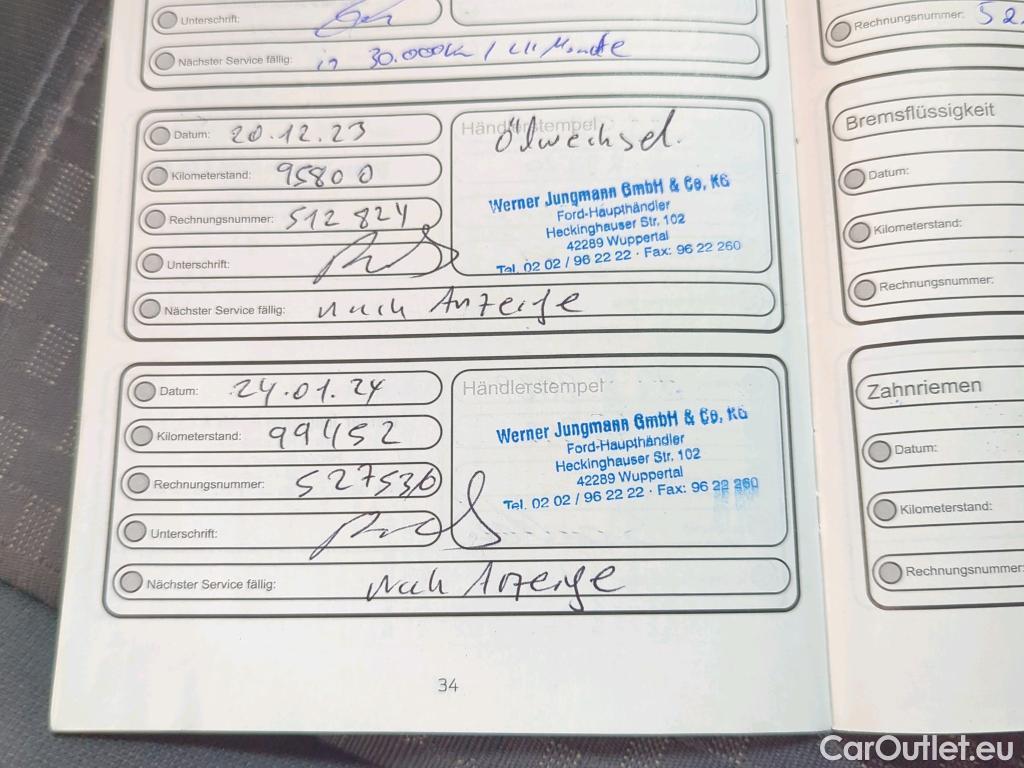 Unterschrift:
Nächster Service fällig: in 30.000km / Monate
Datum: 20.12.23
Kilometerstand: 95800
Rechnungsnummer: 512824
Unterschrift:
Nächster Service fällig: nach Anzeige
Händlerstempel
Ölwechsel.
Werner Jungmann GmbH & Co. KG
Ford-Haupthändler
Heckinghauser Str. 102
42289 Wuppertal
Tel. 02 02 / 96 22 22 · Fax: 96 22 260
Datum: 24.01.24
Kilometerstand: 99452
Rechnungsnummer: 527536
Unterschrift:
Nächster Service fällig: nach Anzeige
Händlerstempel
Werner Jungmann GmbH & Co. KG
Ford-Haupthändler
Heckinghauser Str. 102
42289 Wuppertal
Tel. 02 02 / 96 22 22 · Fax: 96 22 260
34
Rechnungsnummer: 52
Bremsflüssigkeit
Datum:
Kilometerstand:
Rechnungsnummer:
Zahnriemen
Datum:
Kilometerstand:
Rechnungsnummer:
CarOutlet.eu